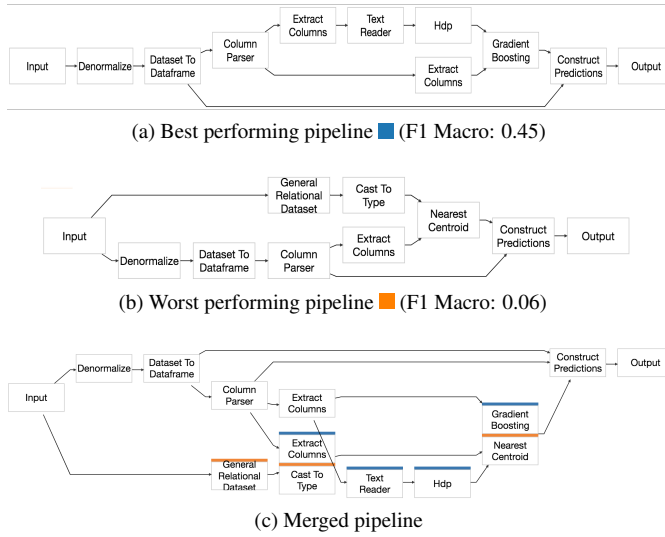 Extract
Columns
Text
Reader
Hdp
Column
Parser
Gradient
Boosting
Input
Denormalize
Dataset To
Dataframe
Extract
Columns
Construct
Predictions
Output
(a) Best performing pipeline (F1 Macro: 0.45)
General
Relational
Dataset
Cast To
Type
Nearest
Centroid
Input
Extract
Columns
Construct
Predictions
Output
Denormalize
Dataset To
Dataframe
Column
Parser
(b) Worst performing pipeline (F1 Macro: 0.06)
Denormalize
Dataset To
Dataframe
Construct
Predictions
Output
Input
Column
Parser
Extract
Columns
Gradient
Boosting
Extract
Columns
Nearest
Centroid
General
Relational
Dataset
Cast To
Type
Text
Reader
Hdp
(c) Merged pipeline